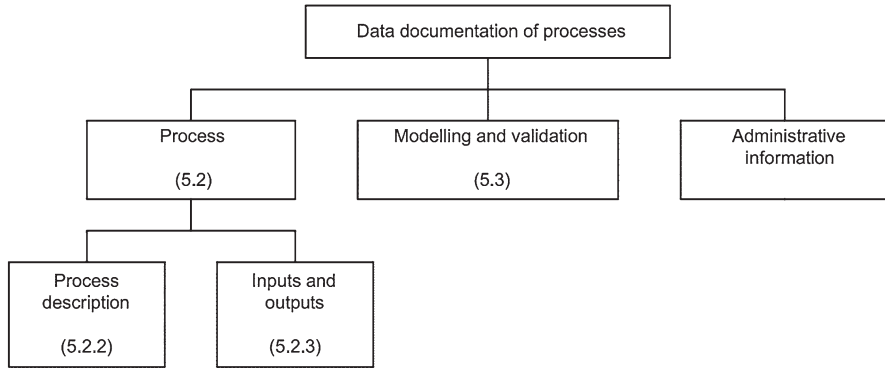 Data documentation of processes
Process
(5.2)
Modelling and validation
(5.3)
Administrative
information
Process
description
(5.2.2)
Inputs and
outputs
(5.2.3)